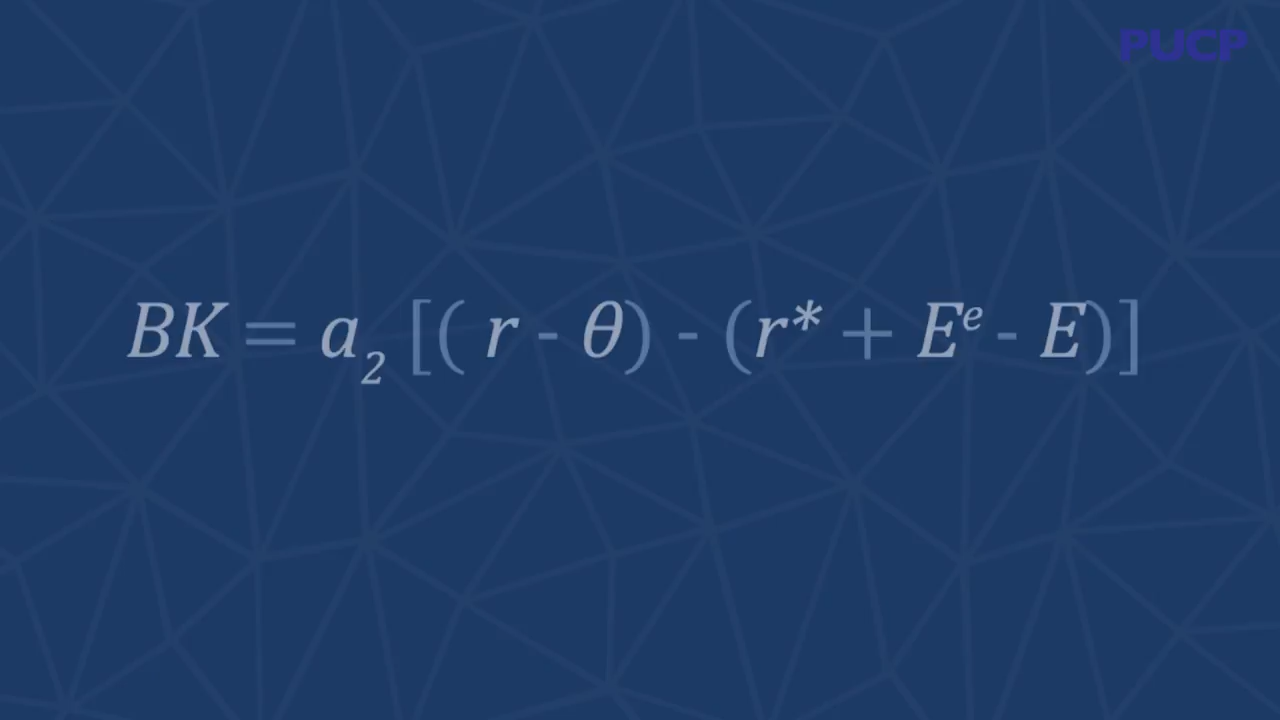 PUCP
BK = a₂ [( r - θ) - (r* + Eᵉ - E)]